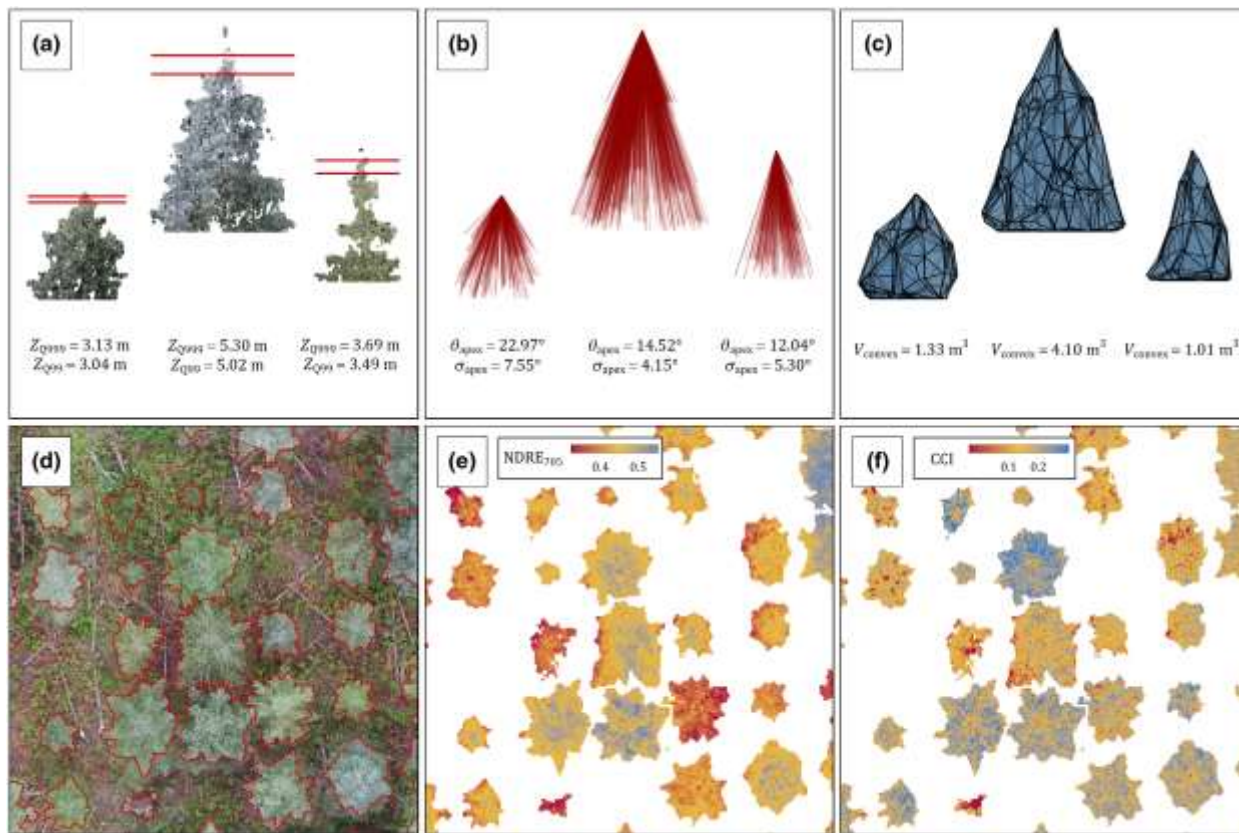 (a)
Z_Q999 = 3.13 m
Z_Q99 = 3.04 m
Z_Q999 = 5.30 m
Z_Q99 = 5.02 m
Z_Q999 = 3.69 m
Z_Q99 = 3.49 m
(b)
θ_apex = 22.97°
σ_apex = 7.55°
θ_apex = 14.52°
σ_apex = 4.15°
θ_apex = 12.04°
σ_apex = 5.30°
(c)
V_convex = 1.33 m³
V_convex = 4.10 m³
V_convex = 1.01 m³
(d)
(e)
NDRE₇₀₅
0.4 0.5
(f)
CCI
0.1 0.2